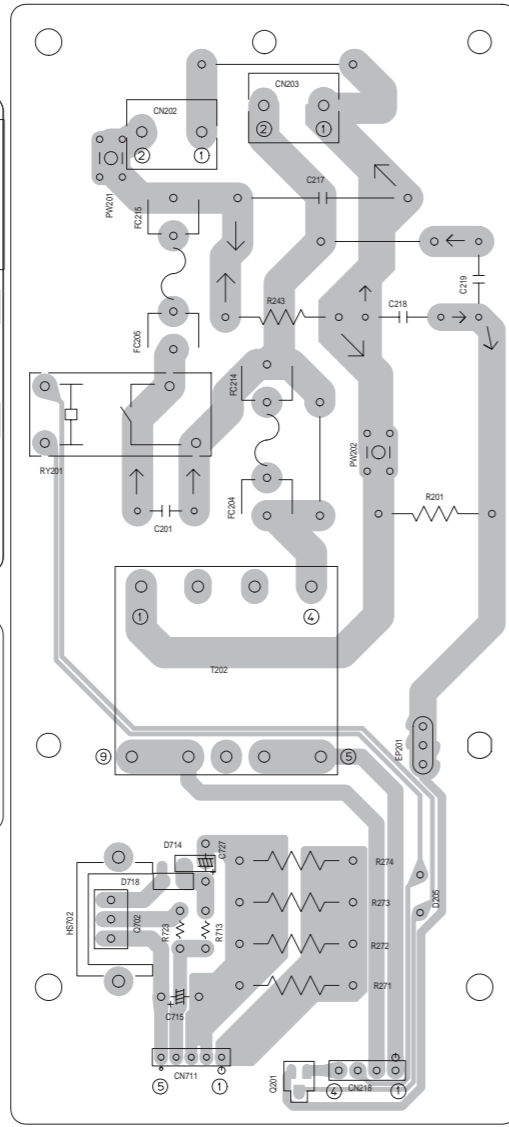 CN203
CN202
②
①
②
①
PW201
FC215
C217
C219
R243
C218
FC205
FC214
RY201
PW202
R201
FC204
C201
①
④
T202
⑨
⑤
EP201
D714
C727
+
D718
R274
HS702
Q702
R723
R713
R273
D205
R272
R271
+
C715
CN711
⑤
①
Q201
CN218
④
①